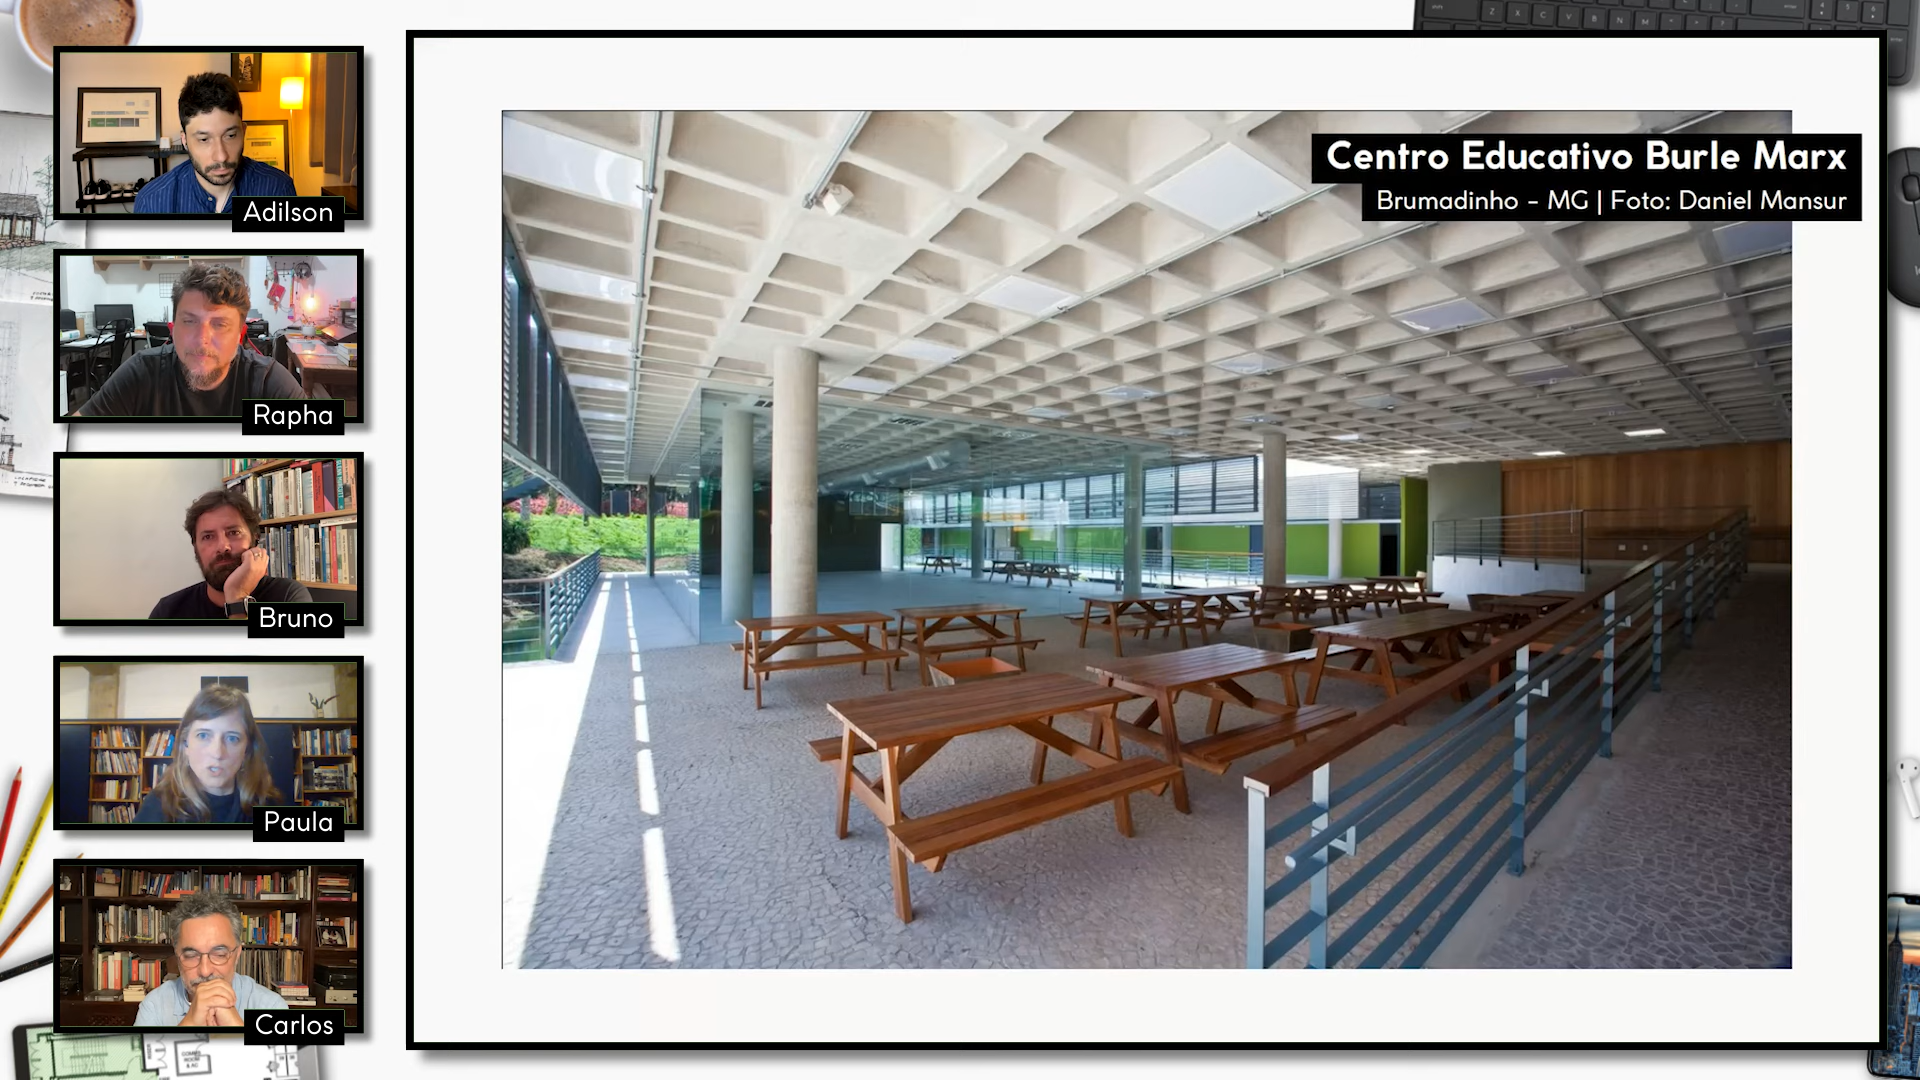 Adilson
Rapha
Bruno
Paula
Carlos
Centro Educativo Burle Marx
Brumadinho - MG | Foto: Daniel Mansur